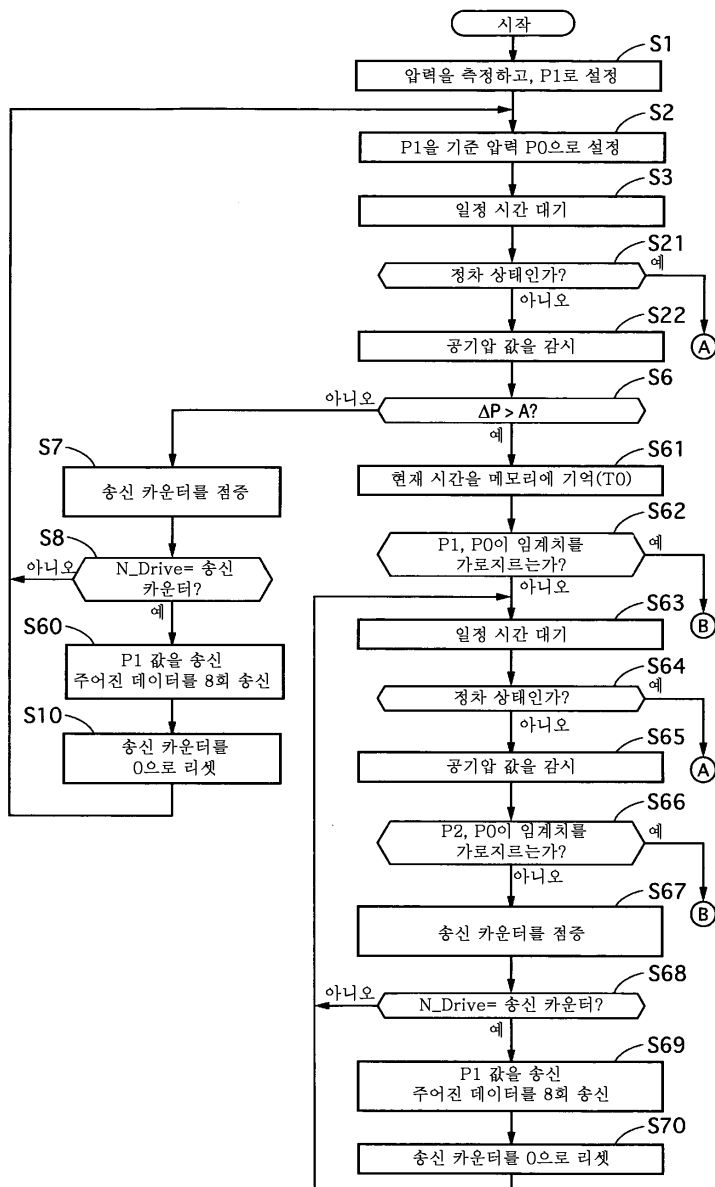 시작
S1
압력을 측정하고, P1로 설정
S2
P1을 기준 압력 P0으로 설정
S3
일정 시간 대기
S21
정차 상태인가?
예
아니오
A
S22
공기압 값을 감시
S6
ΔP > A?
아니오
예
S7
송신 카운터를 점증
S8
N_Drive= 송신
카운터?
아니오
예
S60
P1 값을 송신
주어진 데이터를 8회 송신
S10
송신 카운터를
0으로 리셋
S61
현재 시간을 메모리에 기억(T0)
S62
P1, P0이 임계치를
가로지르는가?
예
아니오
B
S63
일정 시간 대기
S64
정차 상태인가?
예
아니오
A
S65
공기압 값을 감시
S66
P2, P0이 임계치를
가로지르는가?
예
아니오
B
S67
송신 카운터를 점증
S68
N_Drive= 송신 카운터?
아니오
예
S69
P1 값을 송신
주어진 데이터를 8회 송신
S70
송신 카운터를 0으로 리셋